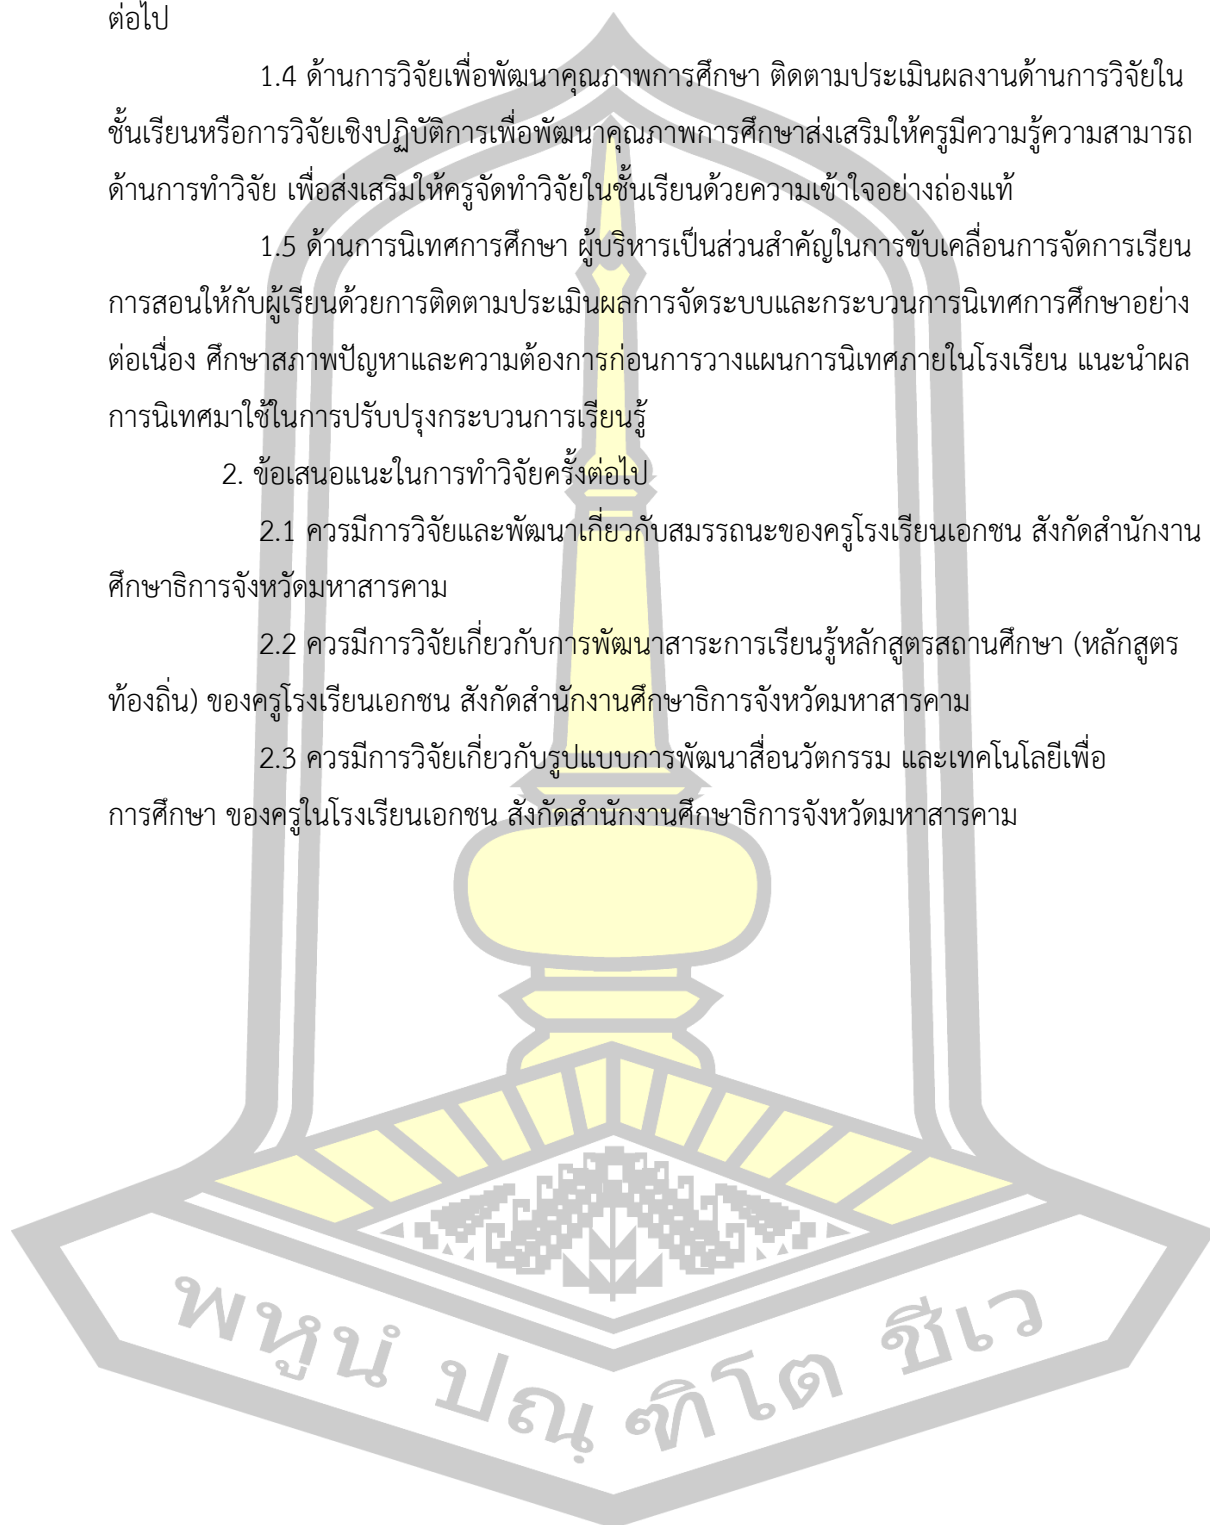 ต่อไป
1.4 ด้านการวิจัยเพื่อพัฒนาคุณภาพการศึกษา ติดตามประเมินผลงานด้านการวิจัยใน
ชั้นเรียนหรือการวิจัยเชิงปฏิบัติการเพื่อพัฒนาคุณภาพการศึกษาส่งเสริมให้ครูมีความรู้ความสามารถ
ด้านการทำวิจัย เพื่อส่งเสริมให้ครูจัดทำวิจัยในชั้นเรียนด้วยความเข้าใจอย่างถ่องแท้
1.5 ด้านการนิเทศการศึกษา ผู้บริหารเป็นส่วนสำคัญในการขับเคลื่อนการจัดการเรียน
การสอนให้กับผู้เรียนด้วยการติดตามประเมินผลการจัดระบบและกระบวนการนิเทศการศึกษาอย่าง
ต่อเนื่อง ศึกษาสภาพปัญหาและความต้องการก่อนการวางแผนการนิเทศภายในโรงเรียน แนะนำผล
การนิเทศมาใช้ในการปรับปรุงกระบวนการเรียนรู้
2. ข้อเสนอแนะในการทำวิจัยครั้งต่อไป
2.1 ควรมีการวิจัยและพัฒนาเกี่ยวกับสมรรถนะของครูโรงเรียนเอกชน สังกัดสำนักงาน
ศึกษาธิการจังหวัดมหาสารคาม
2.2 ควรมีการวิจัยเกี่ยวกับการพัฒนาสาระการเรียนรู้หลักสูตรสถานศึกษา (หลักสูตร
ท้องถิ่น) ของครูโรงเรียนเอกชน สังกัดสำนักงานศึกษาธิการจังหวัดมหาสารคาม
2.3 ควรมีการวิจัยเกี่ยวกับรูปแบบการพัฒนาสื่อนวัตกรรม และเทคโนโลยีเพื่อ
การศึกษา ของครูในโรงเรียนเอกชน สังกัดสำนักงานศึกษาธิการจังหวัดมหาสารคาม
พหูนํ ปณฺฑิโต ชีเว